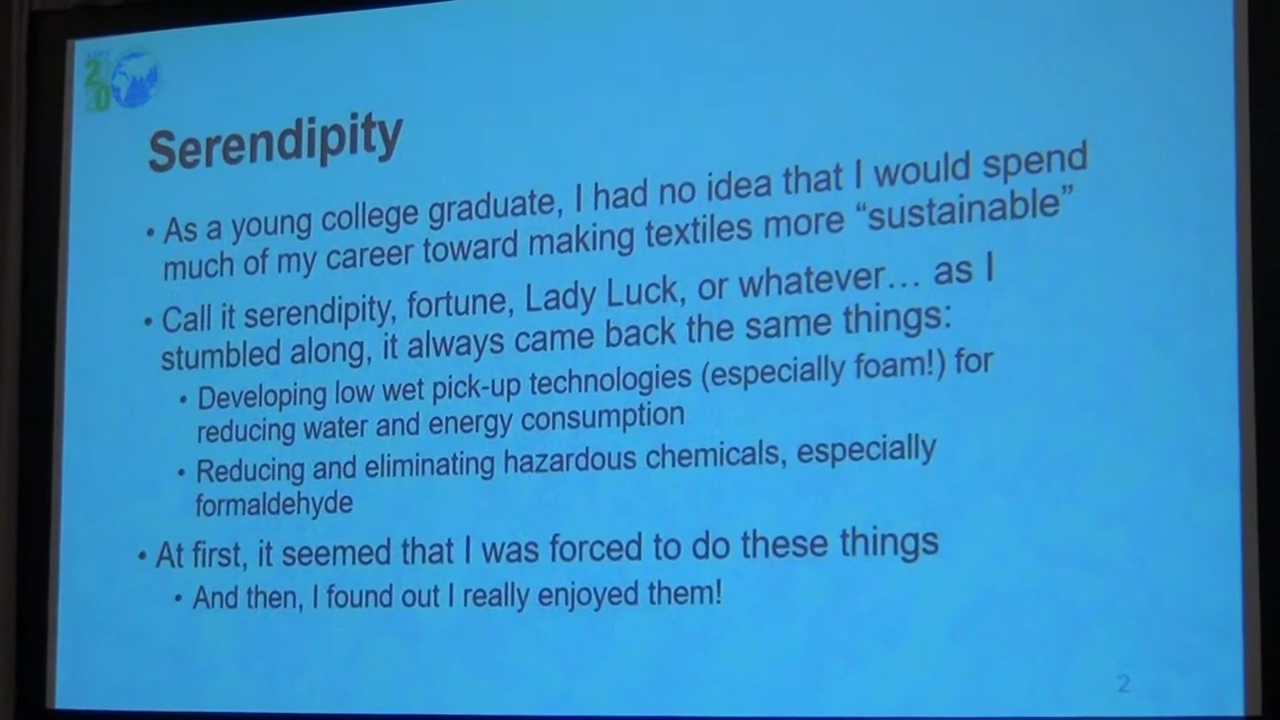 20
Serendipity
• As a young college graduate, I had no idea that I would spend
much of my career toward making textiles more “sustainable”
• Call it serendipity, fortune, Lady Luck, or whatever… as I
stumbled along, it always came back the same things:
• Developing low wet pick-up technologies (especially foam!) for
reducing water and energy consumption
• Reducing and eliminating hazardous chemicals, especially
formaldehyde
• At first, it seemed that I was forced to do these things
• And then, I found out I really enjoyed them!
2